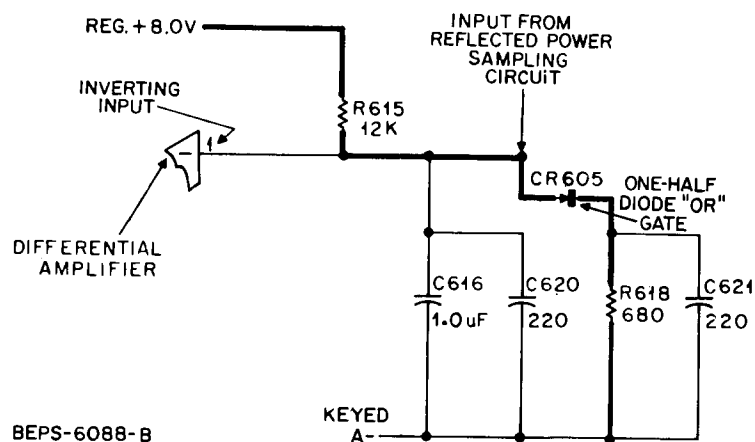 REG. +8.0V
INPUT FROM
REFLECTED POWER
SAMPLING
CIRCUIT
INVERTING
INPUT
R615
12K
1
−
CR605
ONE-HALF
DIODE "OR"
GATE
DIFFERENTIAL
AMPLIFIER
C616
1.0uF
C620
220
R618
680
C621
220
KEYED
A-
BEPS-6088-B